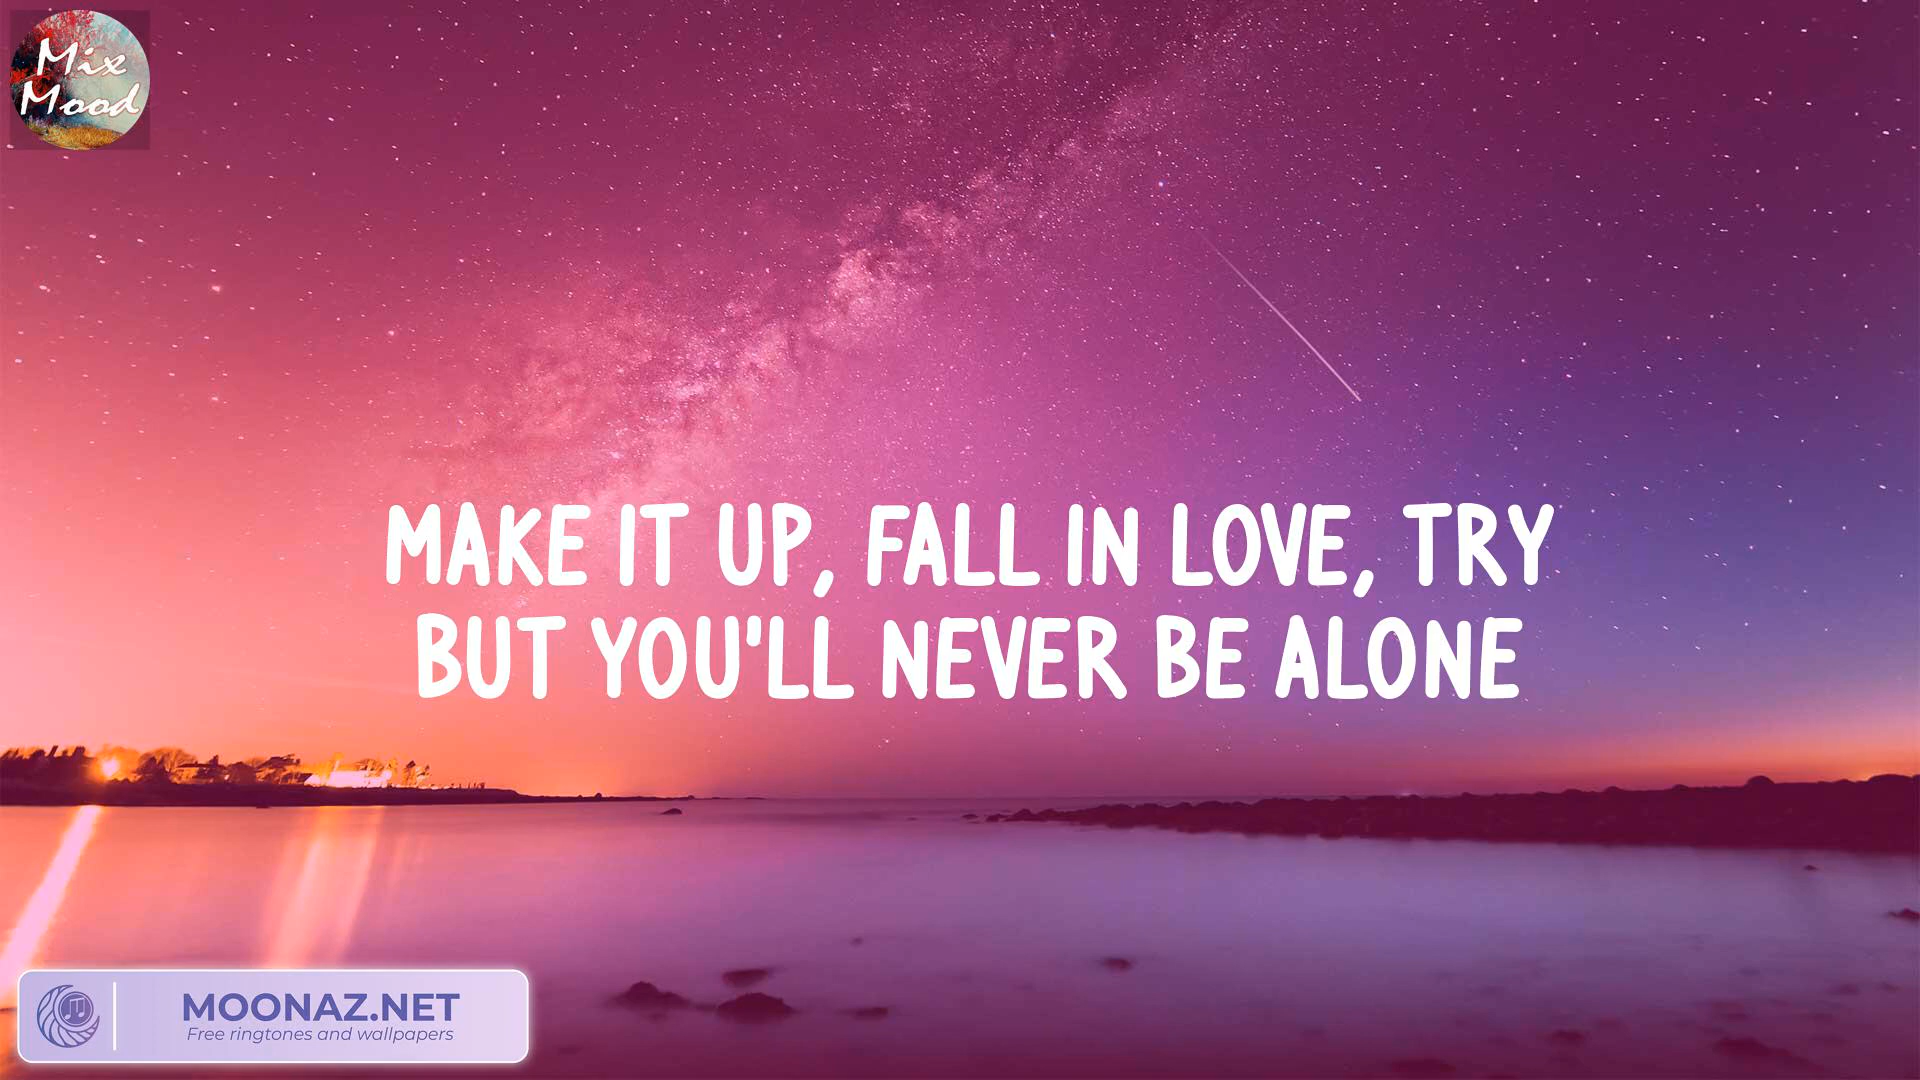 Mix
Mood
MAKE IT UP, FALL IN LOVE, TRY
BUT YOU'LL NEVER BE ALONE
MOONAZ.NET
Free ringtones and wallpapers